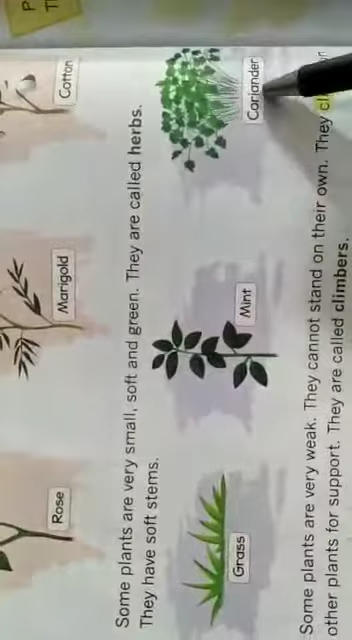 Rose
Marigold
Cotton
Some plants are very small, soft and green. They are called herbs.
They have soft stems.
Grass
Mint
Coriander
Some plants are very weak. They cannot stand on their own. They
other plants for support. They are called climbers.